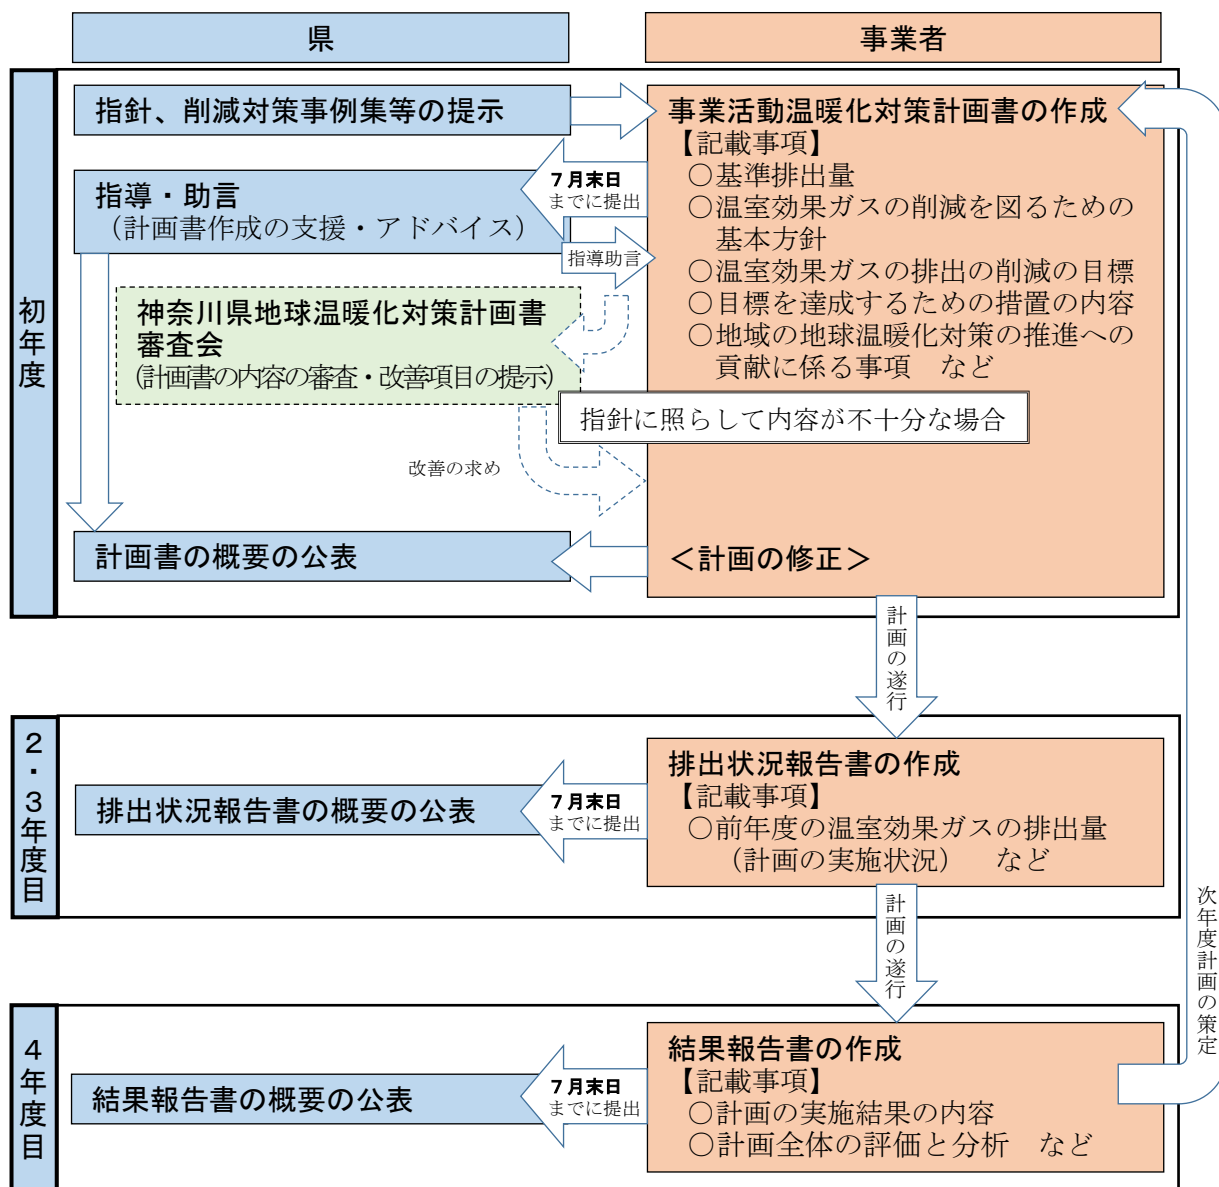 県
事業者
初年度
指針、削減対策事例集等の提示
事業活動温暖化対策計画書の作成
【記載事項】
○基準排出量
○温室効果ガスの削減を図るための
基本方針
○温室効果ガスの排出の削減の目標
○目標を達成するための措置の内容
○地域の地球温暖化対策の推進への
貢献に係る事項　など
7月末日
までに提出
指導・助言
（計画書作成の支援・アドバイス）
指導助言
神奈川県地球温暖化対策計画書
審査会
(計画書の内容の審査・改善項目の提示)
指針に照らして内容が不十分な場合
改善の求め
計画書の概要の公表
＜計画の修正＞
計画の遂行
2・3年度目
排出状況報告書の作成
【記載事項】
○前年度の温室効果ガスの排出量
（計画の実施状況）　など
7月末日
までに提出
排出状況報告書の概要の公表
計画の遂行
次年度計画の策定
4年度目
結果報告書の作成
【記載事項】
○計画の実施結果の内容
○計画全体の評価と分析　など
7月末日
までに提出
結果報告書の概要の公表